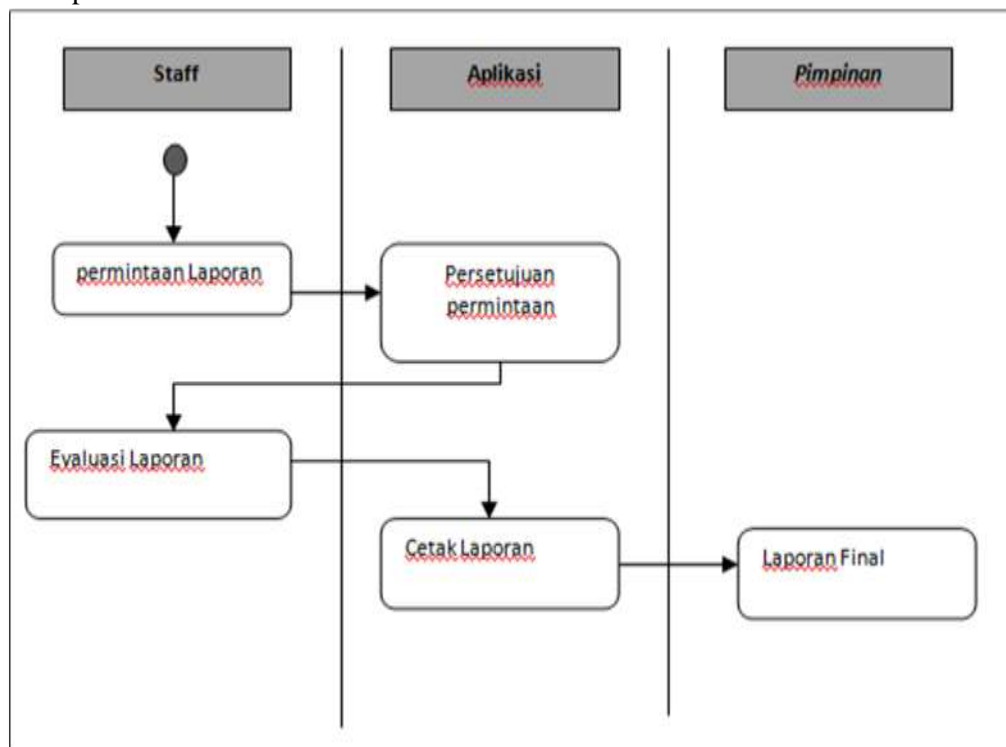 Staff
Aplikasi
Pimpinan
permintaan Laporan
Persetujuan
permintaan
Evaluasi Laporan
Cetak Laporan
Laporan Final